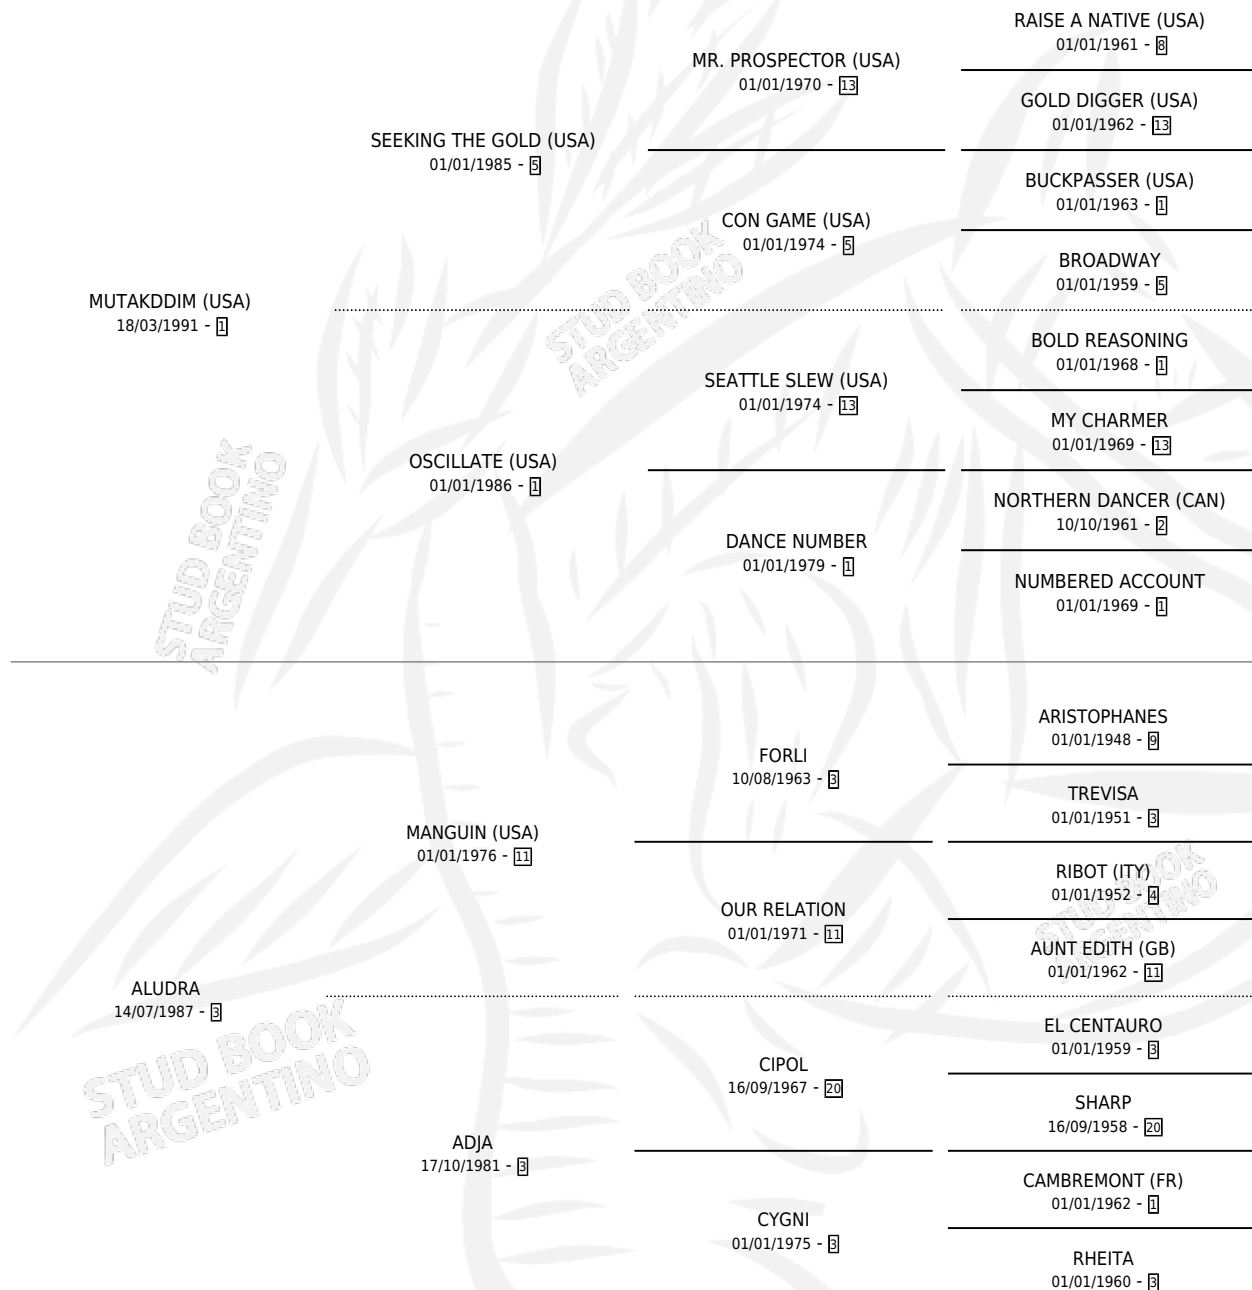 RAISE A NATIVE (USA)
01/01/1961 - 8
MR. PROSPECTOR (USA)
01/01/1970 - 13
GOLD DIGGER (USA)
01/01/1962 - 13
SEEKING THE GOLD (USA)
01/01/1985 - 5
BUCKPASSER (USA)
01/01/1963 - 1
CON GAME (USA)
01/01/1974 - 5
BROADWAY
01/01/1959 - 5
MUTAKDDIM (USA)
18/03/1991 - 1
BOLD REASONING
01/01/1968 - 1
SEATTLE SLEW (USA)
01/01/1974 - 13
MY CHARMER
01/01/1969 - 13
OSCILLATE (USA)
01/01/1986 - 1
NORTHERN DANCER (CAN)
10/10/1961 - 2
DANCE NUMBER
01/01/1979 - 1
NUMBERED ACCOUNT
01/01/1969 - 1
ARISTOPHANES
01/01/1948 - 9
FORLI
10/08/1963 - 3
TREVISA
01/01/1951 - 3
MANGUIN (USA)
01/01/1976 - 11
RIBOT (ITY)
01/01/1952 - 4
OUR RELATION
01/01/1971 - 11
AUNT EDITH (GB)
01/01/1962 - 11
ALUDRA
14/07/1987 - 3
EL CENTAURO
01/01/1959 - 3
CIPOL
16/09/1967 - 20
SHARP
16/09/1958 - 20
ADJA
17/10/1981 - 3
CAMBREMONT (FR)
01/01/1962 - 1
CYGNI
01/01/1975 - 3
RHEITA
01/01/1960 - 3
STUD BOOK
ARGENTINO
STUD BOOK
ARGENTINO
STUD BOOK
ARGENTINO
STUD BOOK
ARGENTINO